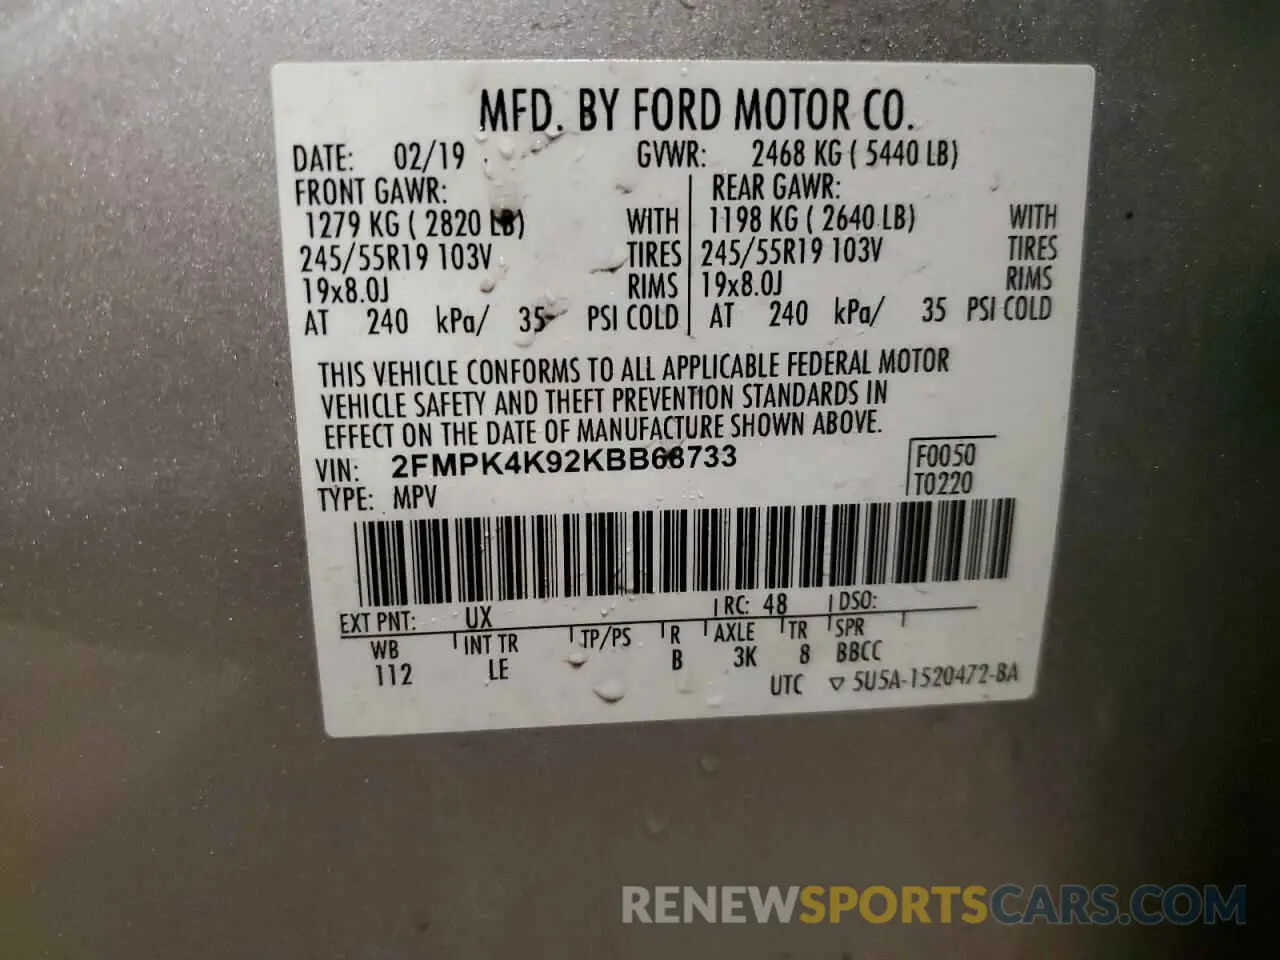 MFD. BY FORD MOTOR CO.
DATE: 02/19 GVWR: 2468 KG ( 5440 LB)
FRONT GAWR: REAR GAWR:
1279 KG ( 2820 LB) WITH 1198 KG ( 2640 LB) WITH
245/55R19 103V TIRES 245/55R19 103V TIRES
19x8.0J RIMS 19x8.0J RIMS
AT 240 kPa/ 35 PSI COLD AT 240 kPa/ 35 PSI COLD
THIS VEHICLE CONFORMS TO ALL APPLICABLE FEDERAL MOTOR
VEHICLE SAFETY AND THEFT PREVENTION STANDARDS IN
EFFECT ON THE DATE OF MANUFACTURE SHOWN ABOVE.
VIN: 2FMPK4K92KBB68733 F0050
TYPE: MPV T0220
EXT PNT: UX RC: 48 DSO:
WB INT TR TP/PS R AXLE TR SPR
112 LE B 3K 8 BBCC
UTC ▽ 5U5A-1520472-BA
RENEWSPORTSCARS.COM